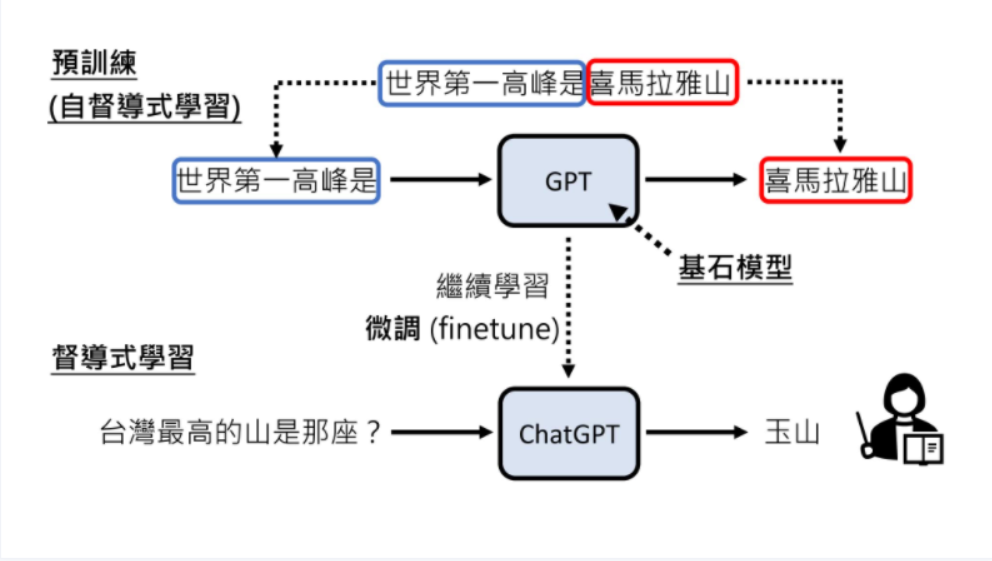 預訓練
(自督導式學習)
世界第一高峰是喜馬拉雅山
世界第一高峰是
GPT
喜馬拉雅山
基石模型
繼續學習
微調 (finetune)
督導式學習
台灣最高的山是那座？
ChatGPT
玉山